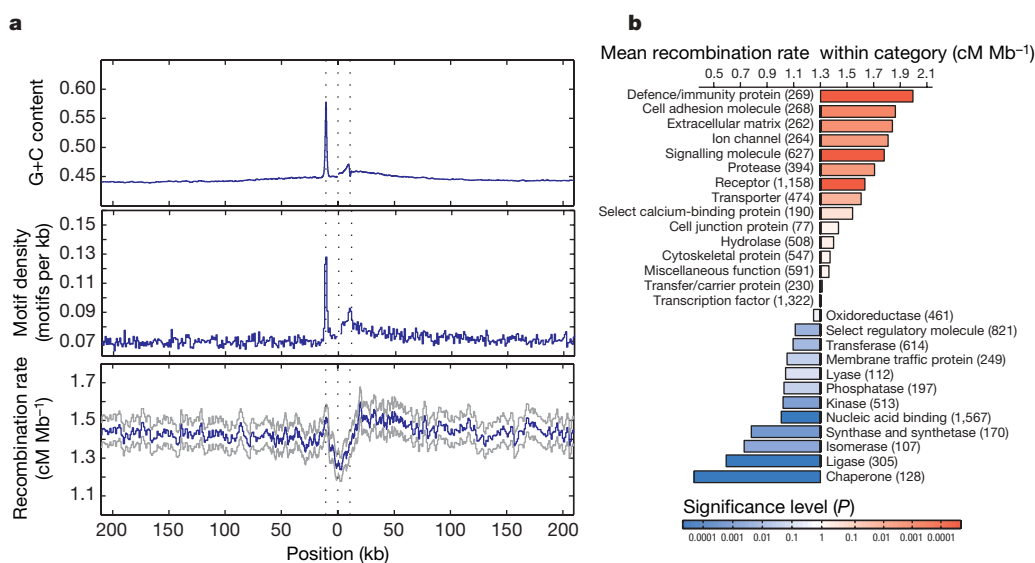 a
G+C content
0.60
0.55
0.50
0.45
Motif density
(motifs per kb)
0.15
0.13
0.11
0.09
0.07
Recombination rate
(cM Mb⁻¹)
1.7
1.5
1.3
1.1
200 150 100 50 0 50 100 150 200
Position (kb)
b
Mean recombination rate within category (cM Mb⁻¹)
0.5 0.7 0.9 1.1 1.3 1.5 1.7 1.9 2.1
Defence/immunity protein (269)
Cell adhesion molecule (268)
Extracellular matrix (262)
Ion channel (264)
Signalling molecule (627)
Protease (394)
Receptor (1,158)
Transporter (474)
Select calcium-binding protein (190)
Cell junction protein (77)
Hydrolase (508)
Cytoskeletal protein (547)
Miscellaneous function (591)
Transfer/carrier protein (230)
Transcription factor (1,322)
Oxidoreductase (461)
Select regulatory molecule (821)
Transferase (614)
Membrane traffic protein (249)
Lyase (112)
Phosphatase (197)
Kinase (513)
Nucleic acid binding (1,567)
Synthase and synthetase (170)
Isomerase (107)
Ligase (305)
Chaperone (128)
Significance level (P)
0.0001 0.001 0.01 0.1 1 0.1 0.01 0.001 0.0001